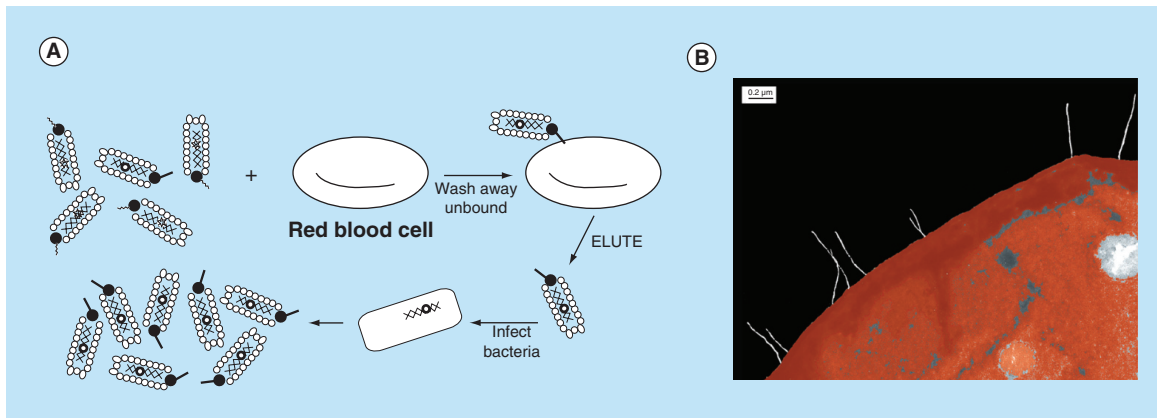 A
B
0.2 µm
+
Wash away
unbound
Red blood cell
ELUTE
Infect
bacteria